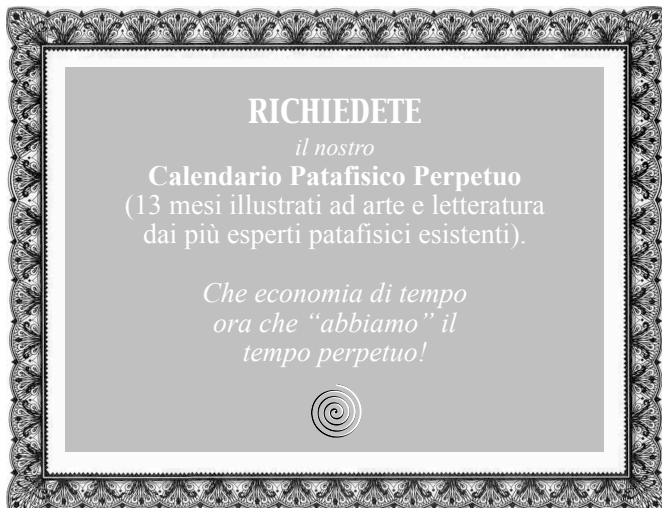 RICHIEDETE
il nostro
Calendario Patafisico Perpetuo
(13 mesi illustrati ad arte e letteratura
dai più esperti patafisici esistenti).
Che economia di tempo
ora che “abbiamo” il
tempo perpetuo!